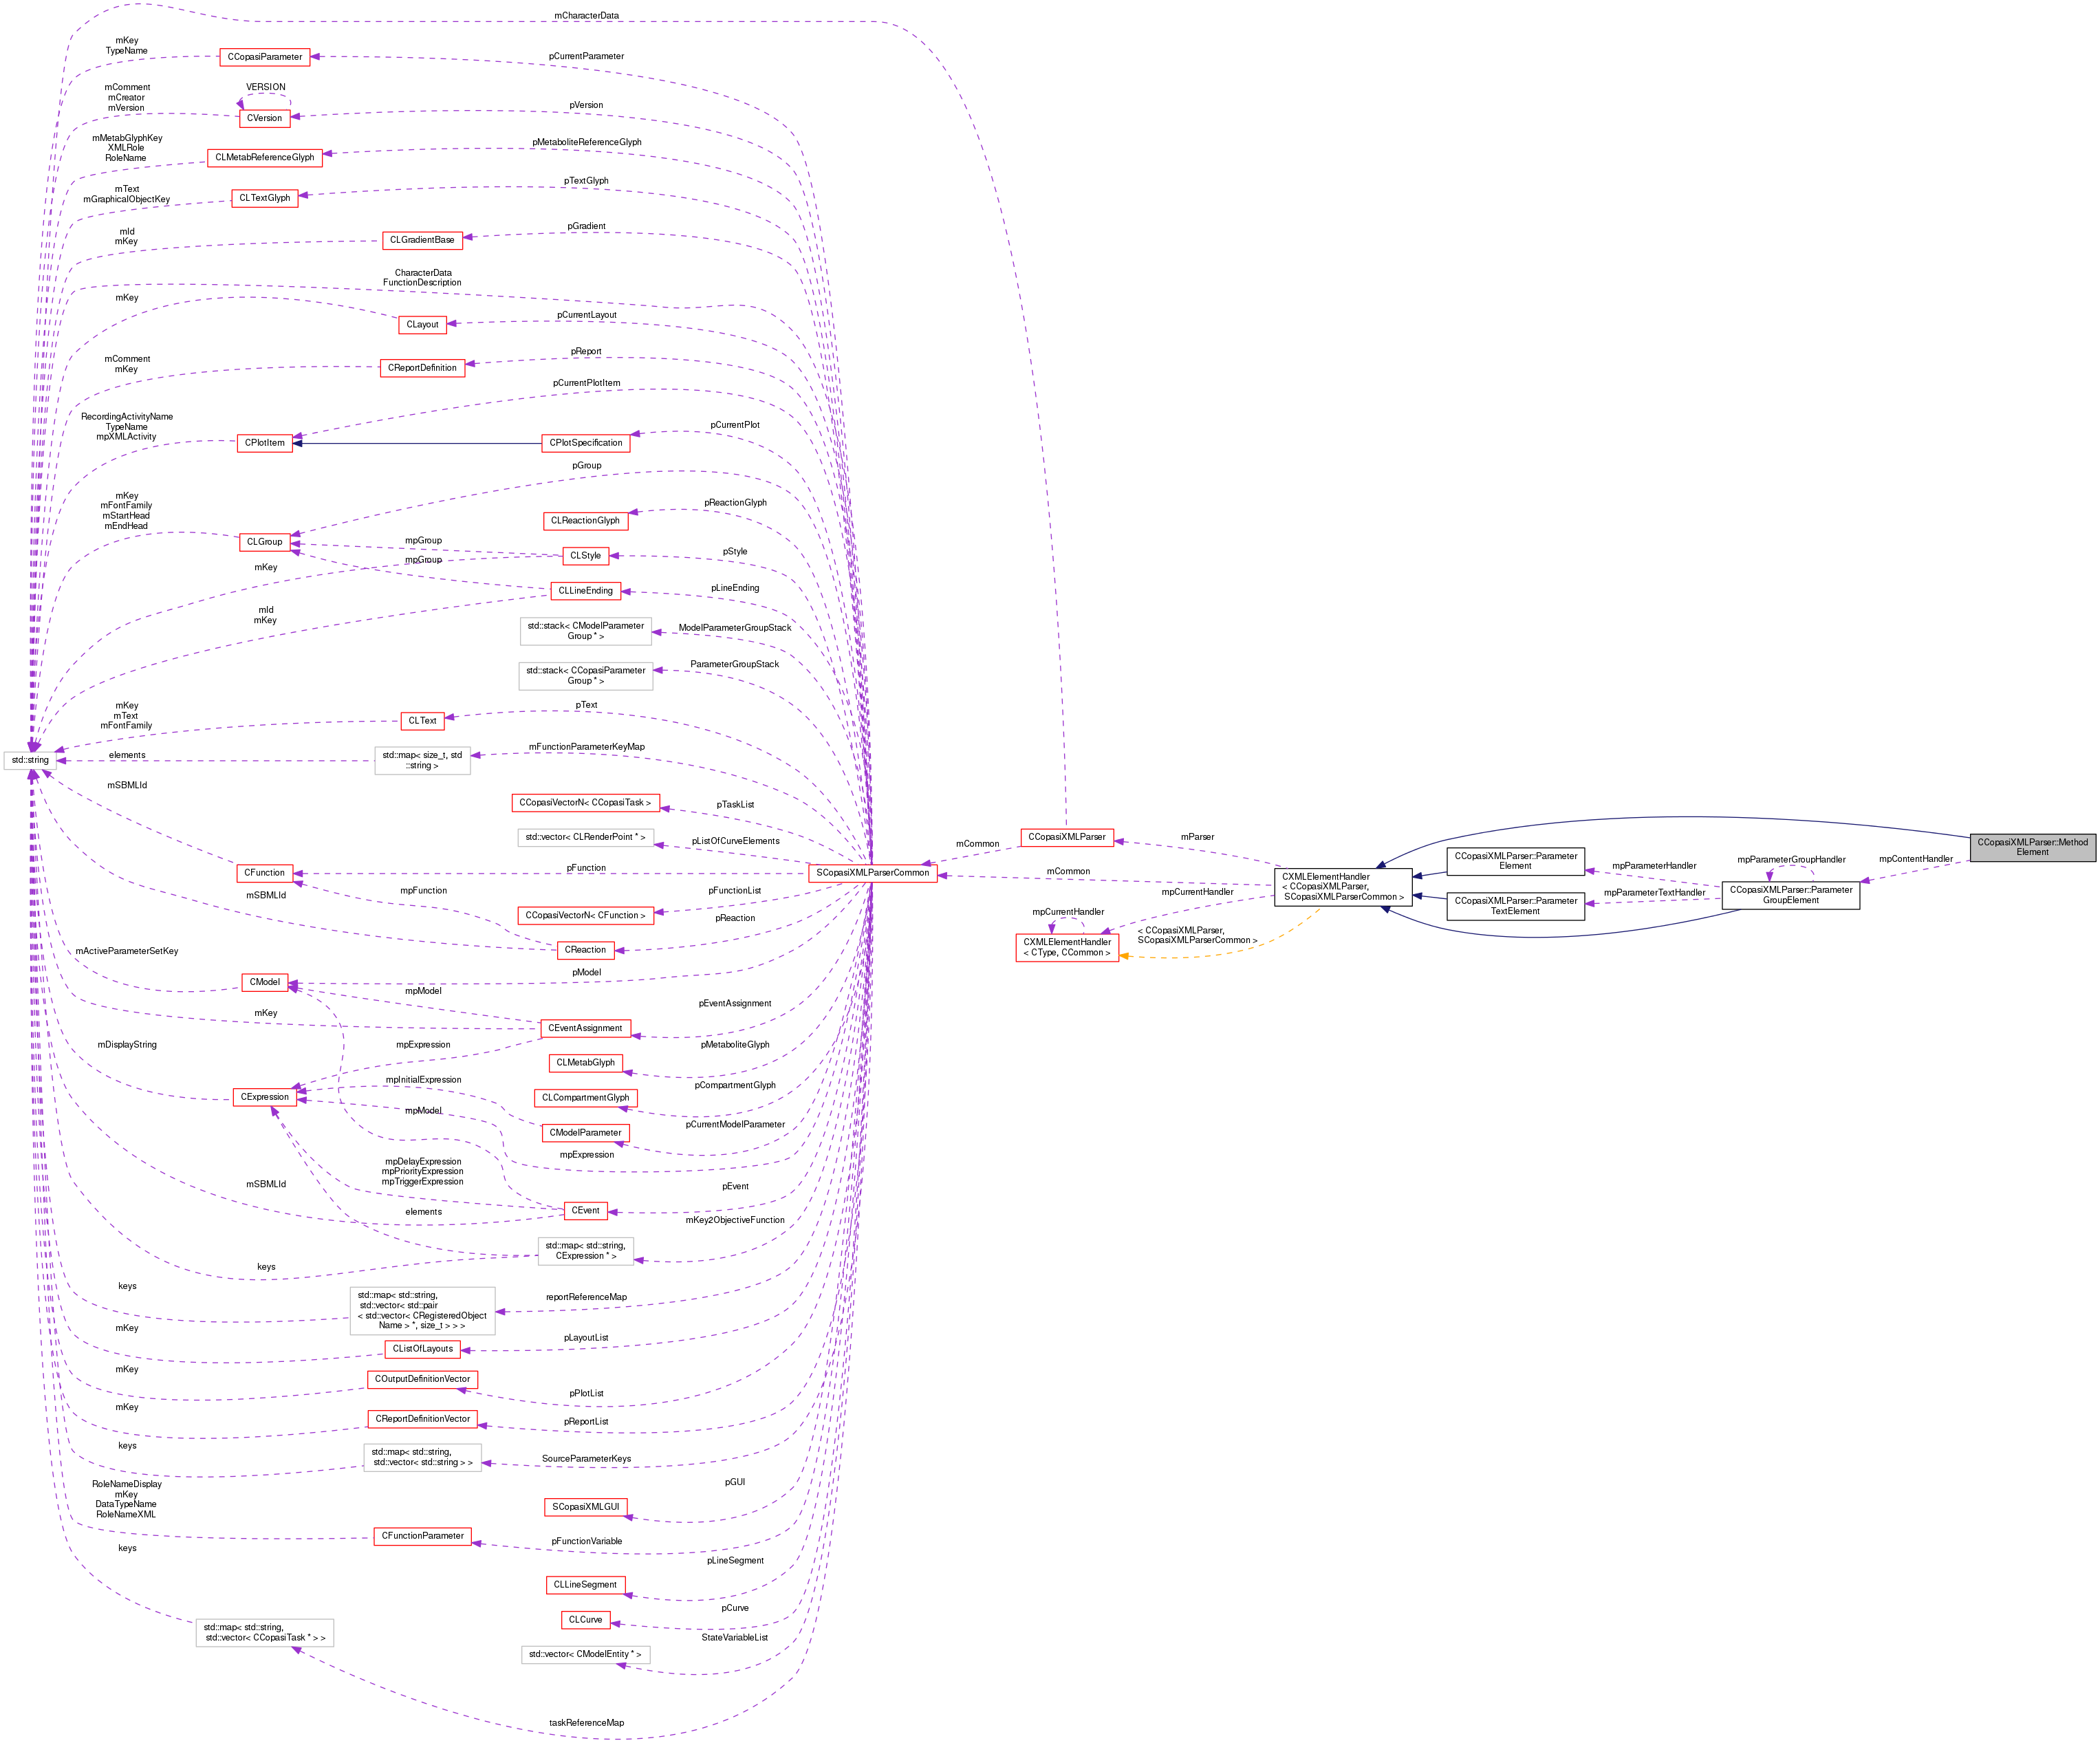 mCharacterData
mKey
TypeName
CCopasiParameter
pCurrentParameter
mComment
mCreator
mVersion
VERSION
CVersion
pVersion
mMetabGlyphKey
XMLRole
RoleName
CLMetabReferenceGlyph
pMetaboliteReferenceGlyph
mText
mGraphicalObjectKey
CLTextGlyph
pTextGlyph
mId
mKey
CLGradientBase
pGradient
CharacterData
FunctionDescription
mKey
CLayout
pCurrentLayout
mComment
mKey
CReportDefinition
pReport
pCurrentPlotItem
RecordingActivityName
TypeName
mpXMLActivity
CPlotItem
CPlotSpecification
pCurrentPlot
pGroup
mKey
mFontFamily
mStartHead
mEndHead
CLGroup
CLReactionGlyph
pReactionGlyph
mpGroup
CLStyle
pStyle
mpGroup
mKey
CLLineEnding
pLineEnding
mId
mKey
std::stack< CModelParameter
Group * >
ModelParameterGroupStack
std::stack< CCopasiParameter
Group * >
ParameterGroupStack
mKey
mText
mFontFamily
CLText
pText
std::string
elements
std::map< size_t, std
::string >
mFunctionParameterKeyMap
mSBMLId
CCopasiVectorN< CCopasiTask >
pTaskList
std::vector< CLRenderPoint * >
pListOfCurveElements
CFunction
pFunction
SCopasiXMLParserCommon
mCommon
CCopasiXMLParser
mParser
mCommon
CXMLElementHandler
< CCopasiXMLParser,
SCopasiXMLParserCommon >
CCopasiXMLParser::Parameter
Element
CCopasiXMLParser::Parameter
TextElement
mpParameterHandler
mpParameterTextHandler
mpParameterGroupHandler
CCopasiXMLParser::Parameter
GroupElement
mpContentHandler
CCopasiXMLParser::Method
Element
mpCurrentHandler
mpCurrentHandler
CXMLElementHandler
< CType, CCommon >
< CCopasiXMLParser,
SCopasiXMLParserCommon >
mSBMLId
mpFunction
CCopasiVectorN< CFunction >
pFunctionList
CReaction
pReaction
mActiveParameterSetKey
CModel
pModel
mpModel
mKey
CEventAssignment
pEventAssignment
mDisplayString
mpExpression
CLMetabGlyph
pMetaboliteGlyph
CExpression
mpInitialExpression
CLCompartmentGlyph
pCompartmentGlyph
mpModel
CModelParameter
pCurrentModelParameter
mpExpression
mpDelayExpression
mpPriorityExpression
mpTriggerExpression
mSBMLId
CEvent
pEvent
elements
std::map< std::string,
CExpression * >
mKey2ObjectiveFunction
keys
keys
std::map< std::string,
std::vector< std::pair
< std::vector< CRegisteredObject
Name > *, size_t > > >
reportReferenceMap
mKey
CListOfLayouts
pLayoutList
mKey
COutputDefinitionVector
pPlotList
mKey
CReportDefinitionVector
pReportList
keys
std::map< std::string,
std::vector< std::string > >
SourceParameterKeys
RoleNameDisplay
mKey
DataTypeName
RoleNameXML
SCopasiXMLGUI
pGUI
CFunctionParameter
pFunctionVariable
keys
CLLineSegment
pLineSegment
CLCurve
pCurve
std::map< std::string,
std::vector< CCopasiTask * > >
std::vector< CModelEntity * >
StateVariableList
taskReferenceMap